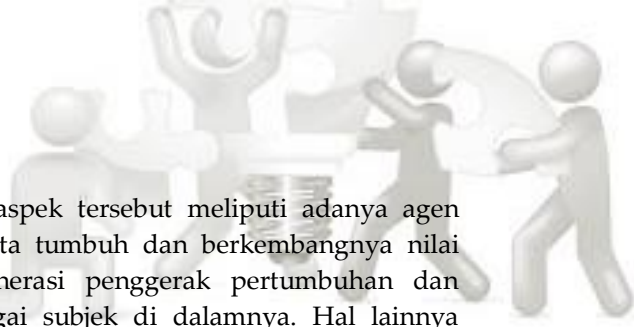 aspek tersebut meliputi adanya agen
ta tumbuh dan berkembangnya nilai
nerasi penggerak pertumbuhan dan
gai subjek di dalamnya. Hal lainnya